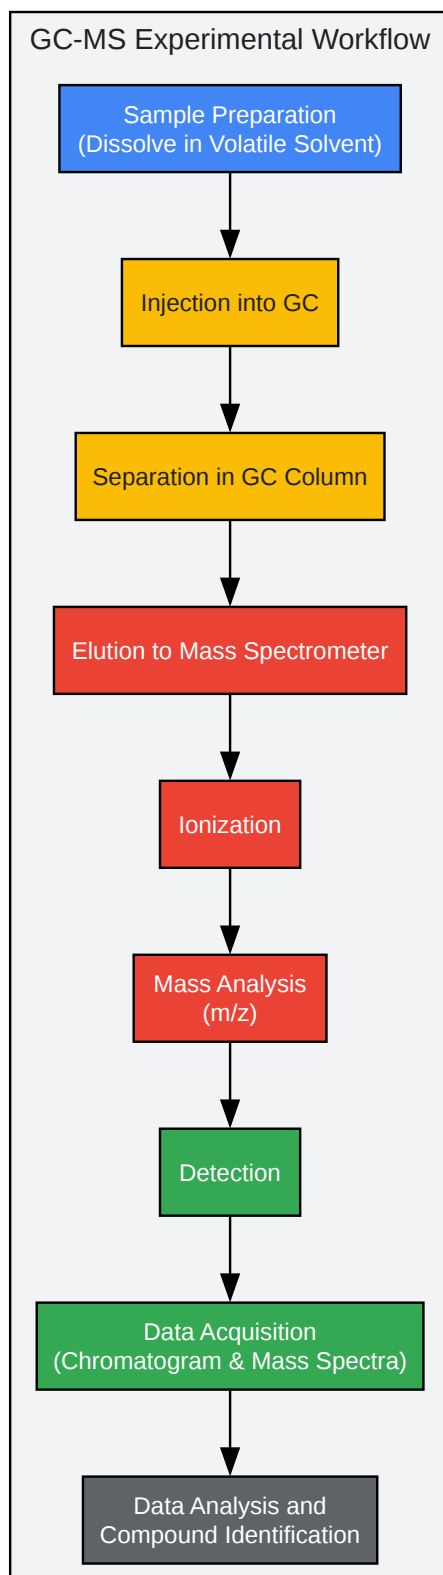 GC-MS Experimental Workflow
Sample Preparation
(Dissolve in Volatile Solvent)
Injection into GC
Separation in GC Column
Elution to Mass Spectrometer
Ionization
Mass Analysis
(m/z)
Detection
Data Acquisition
(Chromatogram & Mass Spectra)
Data Analysis and
Compound Identification